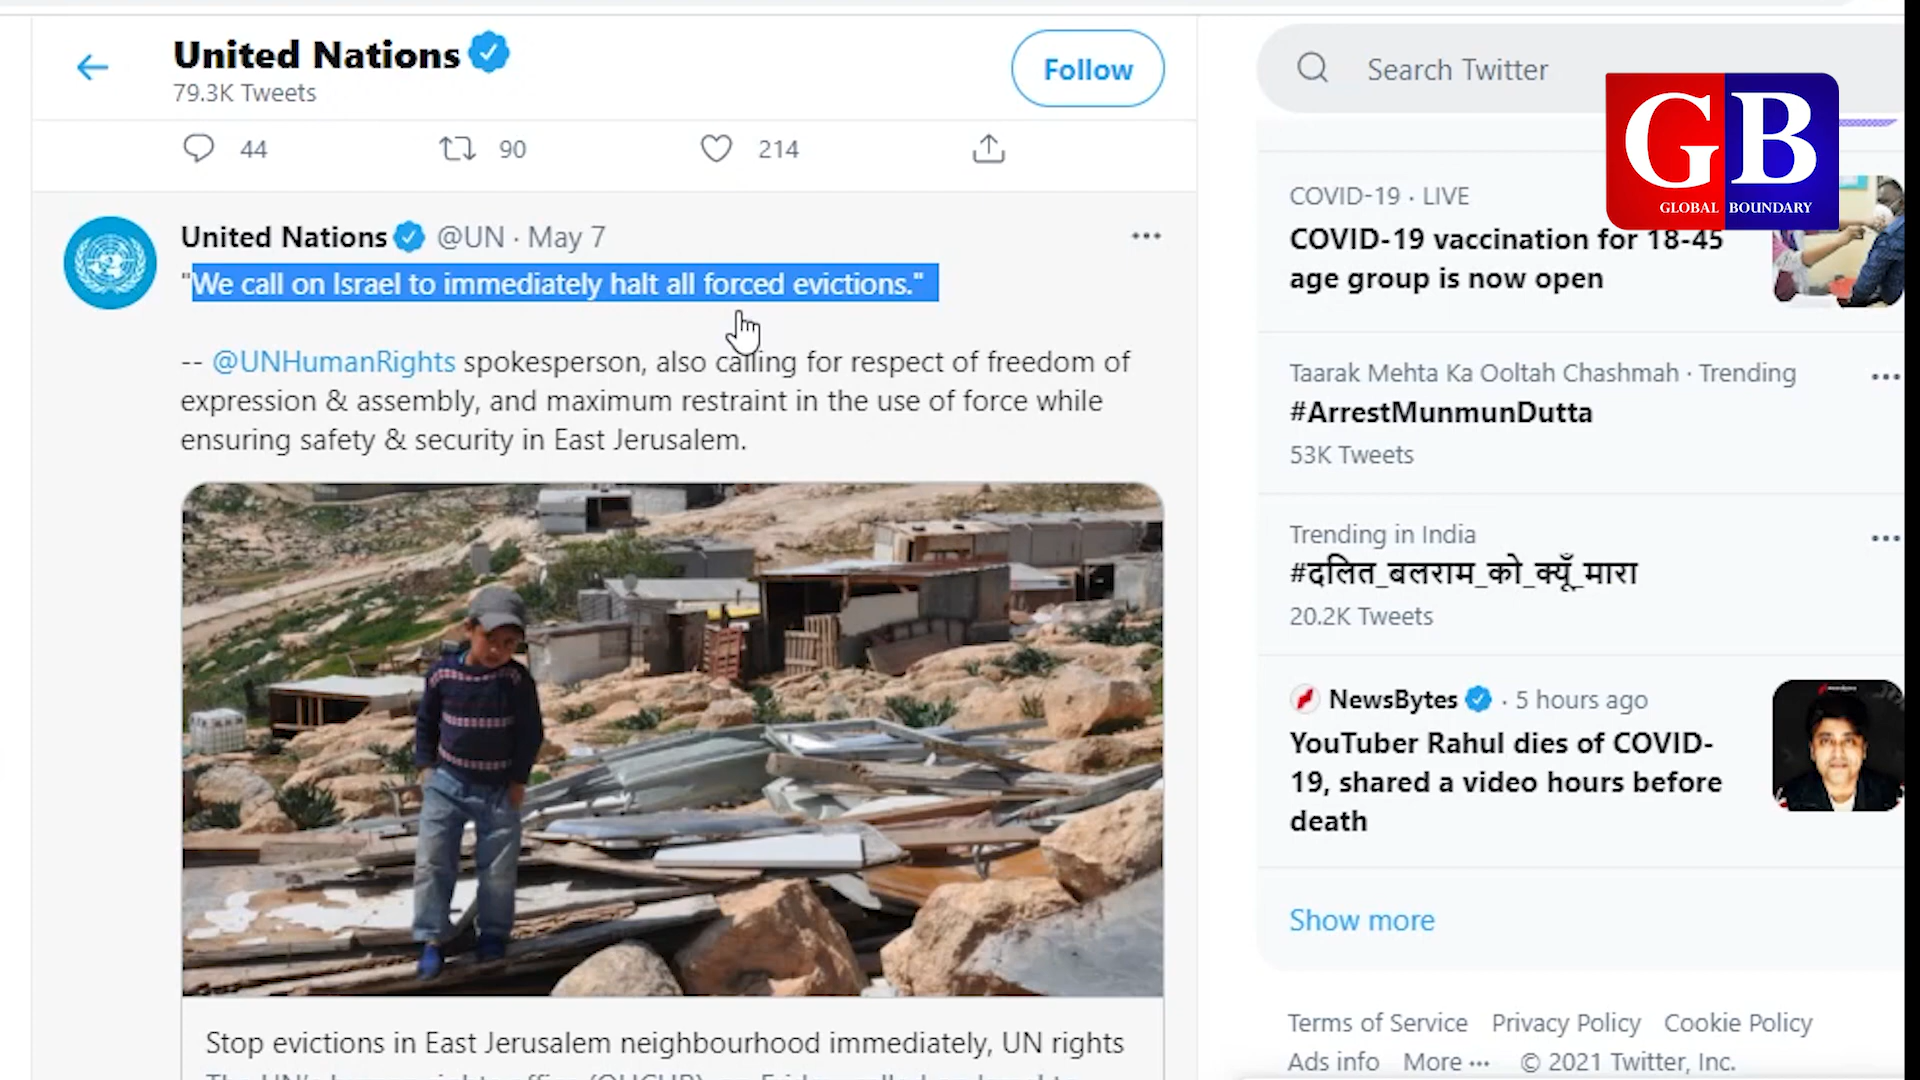 United Nations
79.3K Tweets
Follow
44
90
214
United Nations @UN · May 7
"We call on Israel to immediately halt all forced evictions."
-- @UNHumanRights spokesperson, also calling for respect of freedom of
expression & assembly, and maximum restraint in the use of force while
ensuring safety & security in East Jerusalem.
Stop evictions in East Jerusalem neighbourhood immediately, UN rights
Search Twitter
GB
GLOBAL BOUNDARY
COVID-19 · LIVE
COVID-19 vaccination for 18-45
age group is now open
Taarak Mehta Ka Ooltah Chashmah · Trending
#ArrestMunmunDutta
53K Tweets
Trending in India
#दलित_बलराम_को_क्यूँ_मारा
20.2K Tweets
NewsBytes · 5 hours ago
YouTuber Rahul dies of COVID-
19, shared a video hours before
death
Show more
Terms of Service Privacy Policy Cookie Policy
Ads info More ··· © 2021 Twitter, Inc.